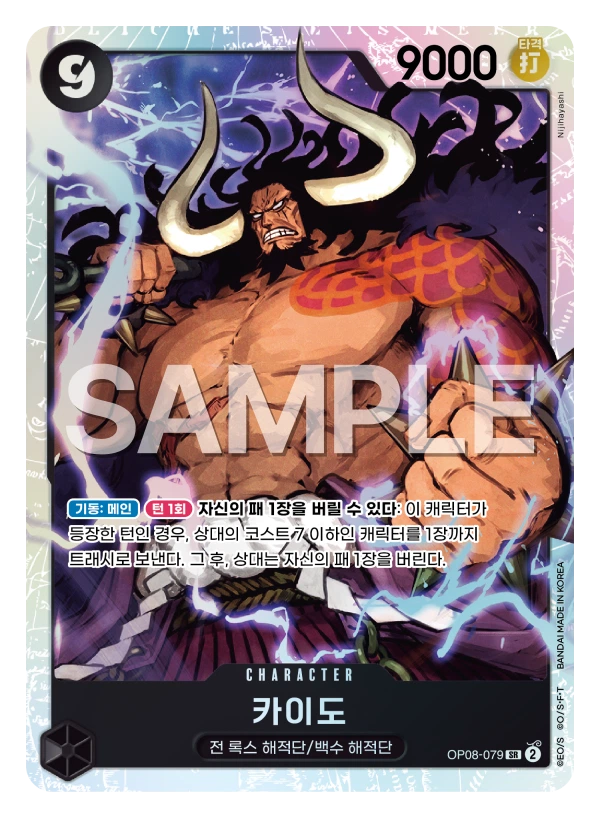 9
9000
타격
打
Nijihayashi
SAMPLE
기동: 메인 턴 1회 자신의 패 1장을 버릴 수 있다: 이 캐릭터가
등장한 턴인 경우, 상대의 코스트 7 이하인 캐릭터를 1장까지
트래시로 보낸다. 그 후, 상대는 자신의 패 1장을 버린다.
CHARACTER
카이도
전 록스 해적단/백수 해적단
OP08-079 SR 2
©EO/S ©O/S·F·T BANDAI MADE IN KOREA